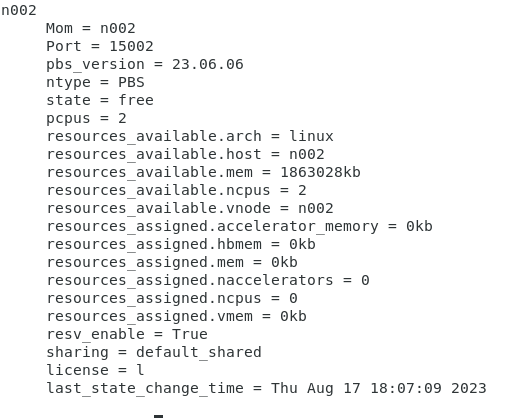 n002
Mom = n002
Port = 15002
pbs_version = 23.06.06
ntype = PBS
state = free
pcpus = 2
resources_available.arch = linux
resources_available.host = n002
resources_available.mem = 1863028kb
resources_available.ncpus = 2
resources_available.vnode = n002
resources_assigned.accelerator_memory = 0kb
resources_assigned.hbmem = 0kb
resources_assigned.mem = 0kb
resources_assigned.naccelerators = 0
resources_assigned.ncpus = 0
resources_assigned.vmem = 0kb
resv_enable = True
sharing = default_shared
license = l
last_state_change_time = Thu Aug 17 18:07:09 2023